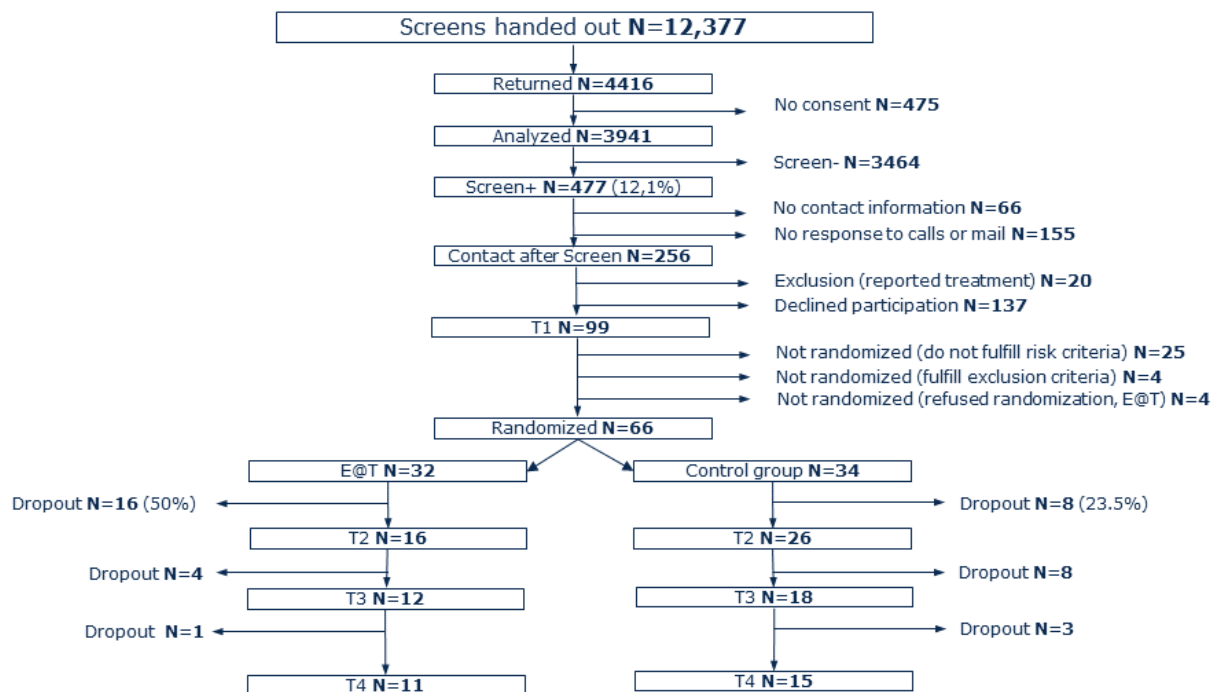 Screens handed out N=12,377
Returned N=4416
No consent N=475
Analyzed N=3941
Screen- N=3464
Screen+ N=477 (12,1%)
No contact information N=66
No response to calls or mail N=155
Contact after Screen N=256
Exclusion (reported treatment) N=20
Declined participation N=137
T1 N=99
Not randomized (do not fulfill risk criteria) N=25
Not randomized (fulfill exclusion criteria) N=4
Not randomized (refused randomization, E@T) N=4
Randomized N=66
E@T N=32
Control group N=34
Dropout N=16 (50%)
Dropout N=8 (23.5%)
T2 N=16
T2 N=26
Dropout N=4
Dropout N=8
T3 N=12
T3 N=18
Dropout N=1
Dropout N=3
T4 N=11
T4 N=15